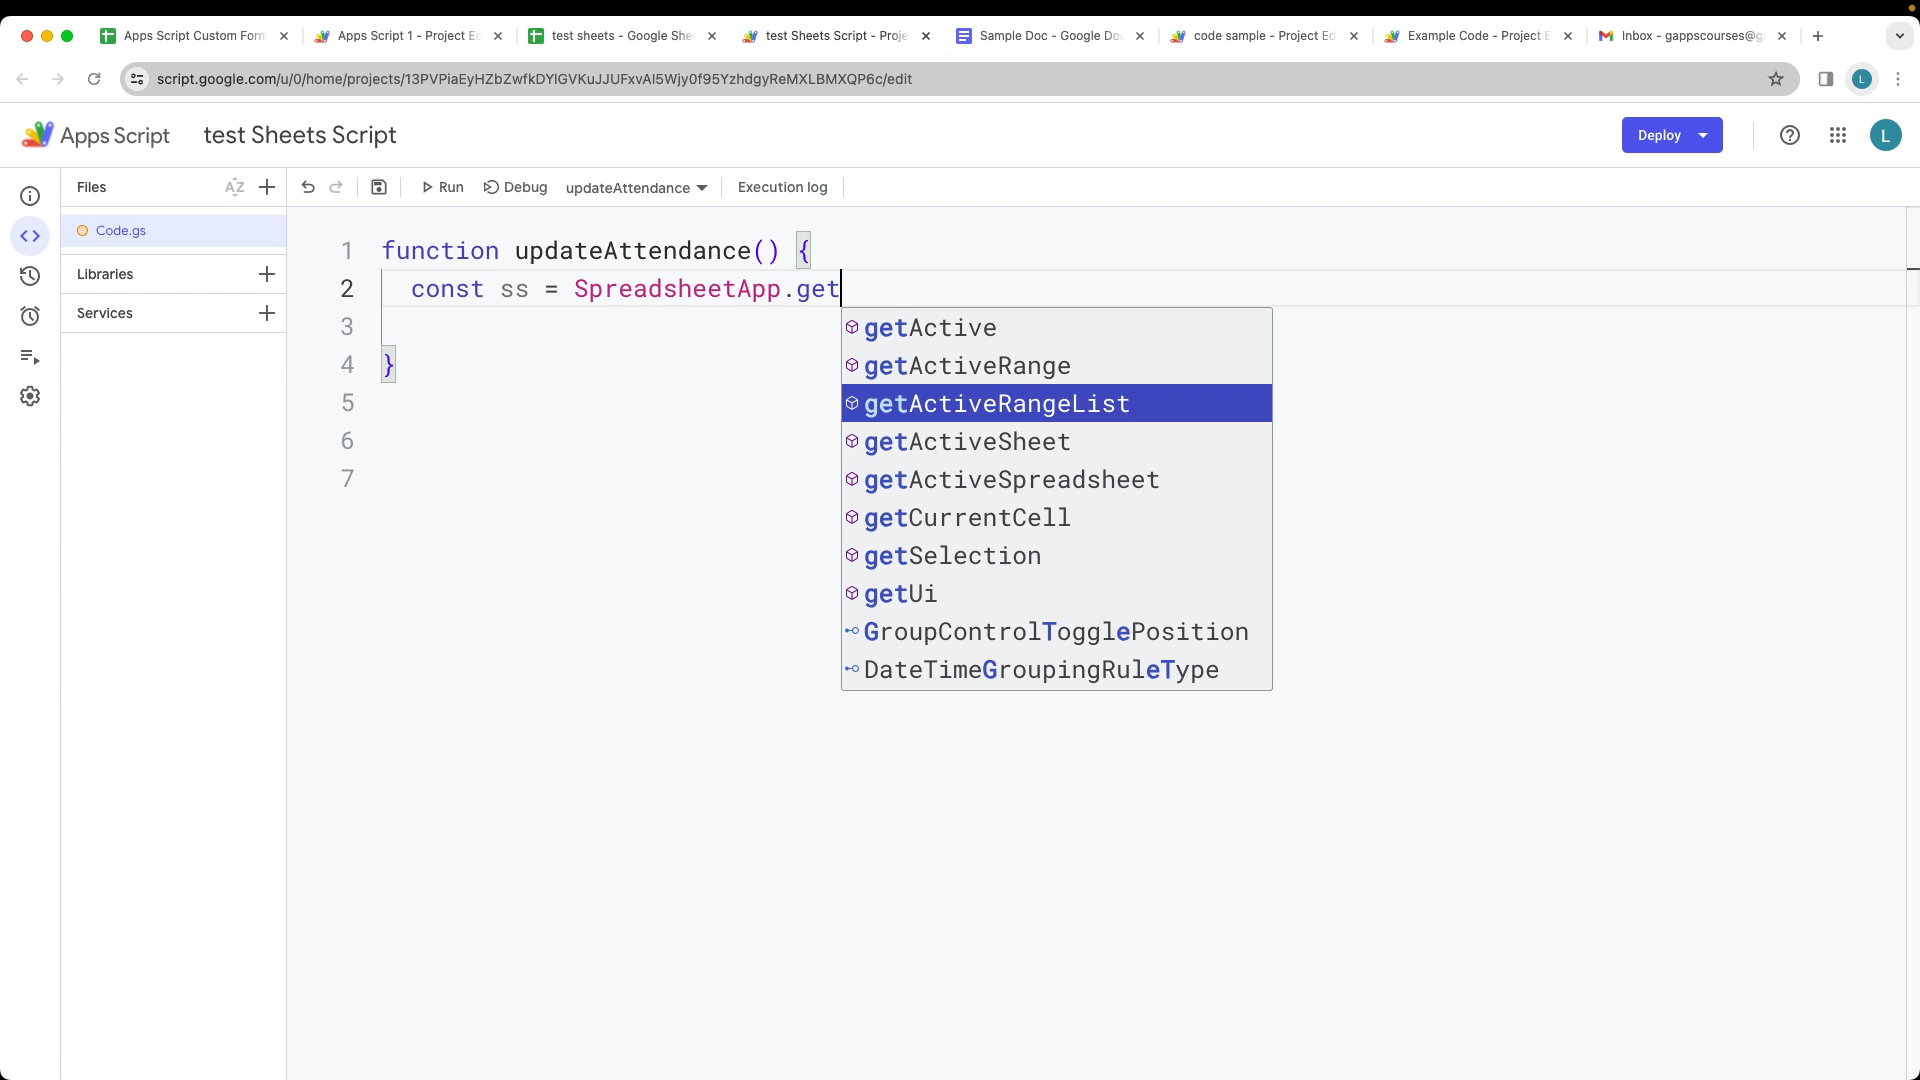 Apps Script Custom Form
Apps Script 1 - Project Ed
test sheets - Google She
test Sheets Script - Proje
Sample Doc - Google Do
code sample - Project Ed
Example Code - Project E
Inbox - gappscourses@g
script.google.com/u/0/home/projects/13PVPiaEyHZbZwfkDYlGVKuJJUFxvAl5Wjy0f95YzhdgyReMXLBMXQP6c/edit
L
Apps Script
test Sheets Script
Deploy
L
Files
AZ
Run
Debug
updateAttendance
Execution log
Code.gs
Libraries
Services
1 function updateAttendance() {
2 const ss = SpreadsheetApp.get
3
4 }
5
6
7
getActive
getActiveRange
getActiveRangeList
getActiveSheet
getActiveSpreadsheet
getCurrentCell
getSelection
getUi
GroupControlTogglePosition
DateTimeGroupingRuleType